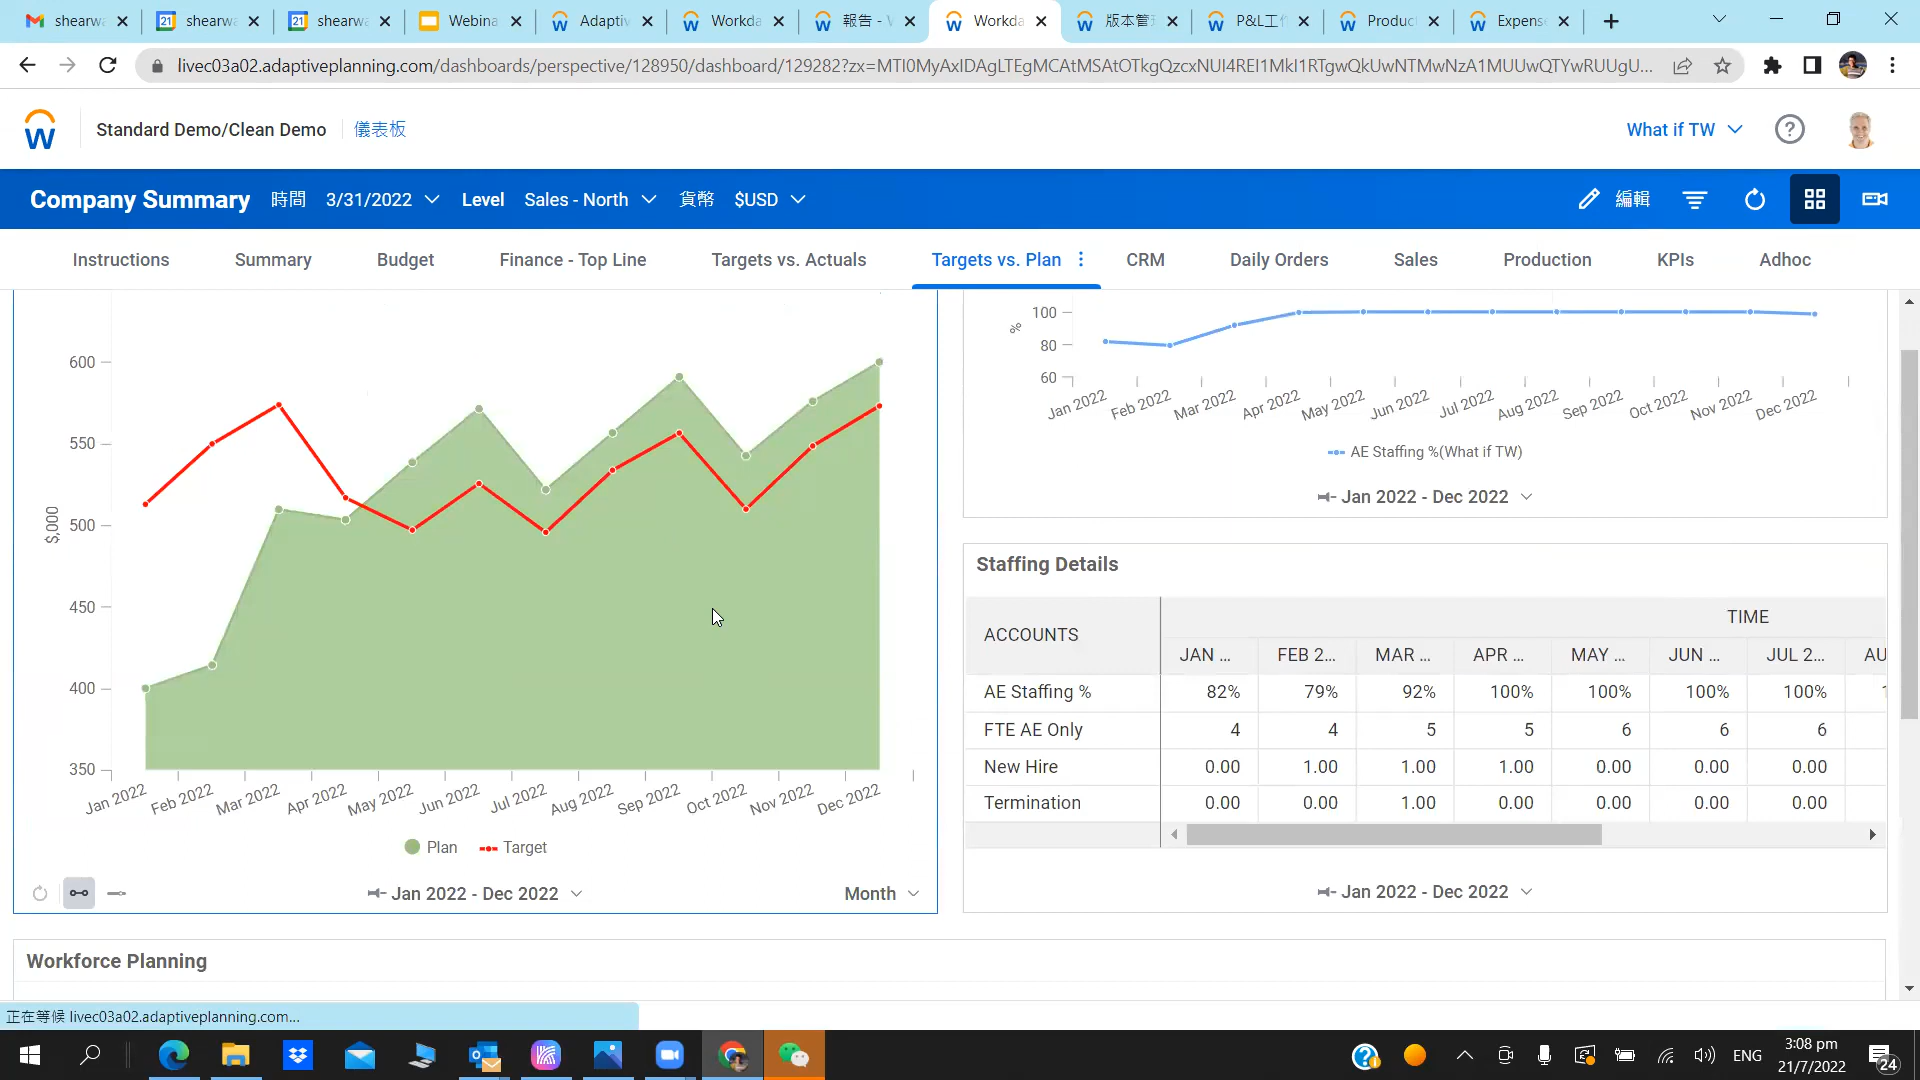 shearwa
21 shearwa
21 shearwa
Webina
Adaptiv
Workda
報告 - W
Workda
版本管理
P&L工作
Produc
Expens
livec03a02.adaptiveplanning.com/dashboards/perspective/128950/dashboard/129282?zx=MTI0MyAxIDAgLTEgMCAtMSAtOTkgQzcxNUI4REI1MkI1RTgwQkUwNTMwNzA1MUUwQTYwRUUgU...
Standard Demo/Clean Demo 儀表板
What if TW
Company Summary 時間 3/31/2022 Level Sales - North 貨幣 $USD 編輯
Instructions Summary Budget Finance - Top Line Targets vs. Actuals Targets vs. Plan CRM Daily Orders Sales Production KPIs Adhoc
600
550
500
450
400
350
$,000
Jan 2022 Feb 2022 Mar 2022 Apr 2022 May 2022 Jun 2022 Jul 2022 Aug 2022 Sep 2022 Oct 2022 Nov 2022 Dec 2022
Plan Target
Jan 2022 - Dec 2022 Month
100
80
60
%
Jan 2022 Feb 2022 Mar 2022 Apr 2022 May 2022 Jun 2022 Jul 2022 Aug 2022 Sep 2022 Oct 2022 Nov 2022 Dec 2022
AE Staffing %(What if TW)
Jan 2022 - Dec 2022
Staffing Details
ACCOUNTS TIME
JAN ... FEB 2... MAR ... APR ... MAY ... JUN ... JUL 2... AU
AE Staffing % 82% 79% 92% 100% 100% 100% 100% 1
FTE AE Only 4 4 5 5 6 6 6
New Hire 0.00 1.00 1.00 1.00 0.00 0.00 0.00
Termination 0.00 0.00 1.00 0.00 0.00 0.00 0.00
Jan 2022 - Dec 2022
Workforce Planning
正在等候 livec03a02.adaptiveplanning.com...
ENG
3:08 pm
21/7/2022
24